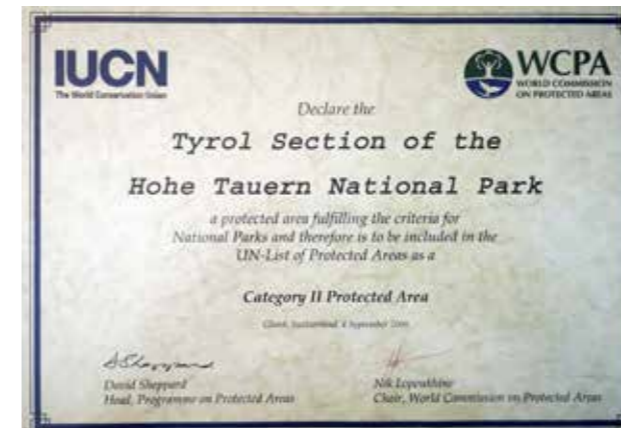 IUCN
The World Conservation Union
WCPA
WORLD COMMISSION
ON PROTECTED AREAS
Declare the
Tyrol Section of the
Hohe Tauern National Park
a protected area fulfilling the criteria for
National Parks and therefore is to be included in the
UN-List of Protected Areas as a
Category II Protected Area
Gland, Switzerland, September
David Sheppard
Head, Programme on Protected Areas
Nik Lopoukhine
Chair, World Commission on Protected Areas